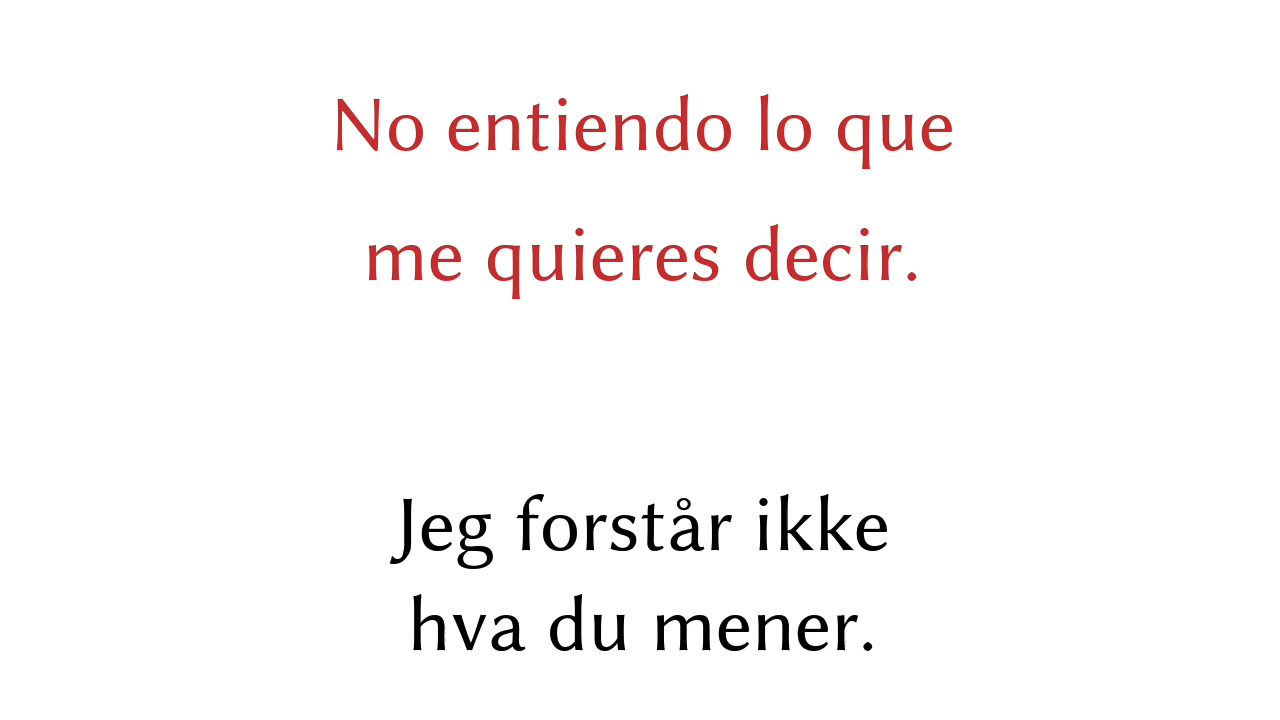 No entiendo lo que
me quieres decir.
Jeg forstår ikke
hva du mener.